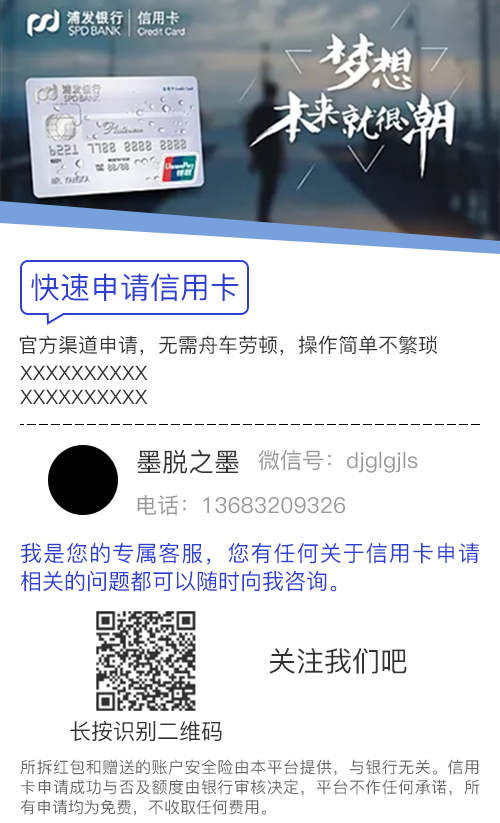 浦发银行 信用卡
SPD BANK Credit Card
梦想
本来就很潮
浦发银行
SPD BANK
Platinum
6221 7788 8888 8888
UnionPay
银联
快速申请信用卡
官方渠道申请，无需舟车劳顿，操作简单不繁琐
XXXXXXXXXX
XXXXXXXXXX
墨脱之墨 微信号：djglgjls
电话：13683209326
我是您的专属客服，您有任何关于信用卡申请
相关的问题都可以随时向我咨询。
关注我们吧
长按识别二维码
所拆红包和赠送的账户安全险由本平台提供，与银行无关。信用
卡申请成功与否及额度由银行审核决定，平台不作任何承诺，所
有申请均为免费，不收取任何费用。